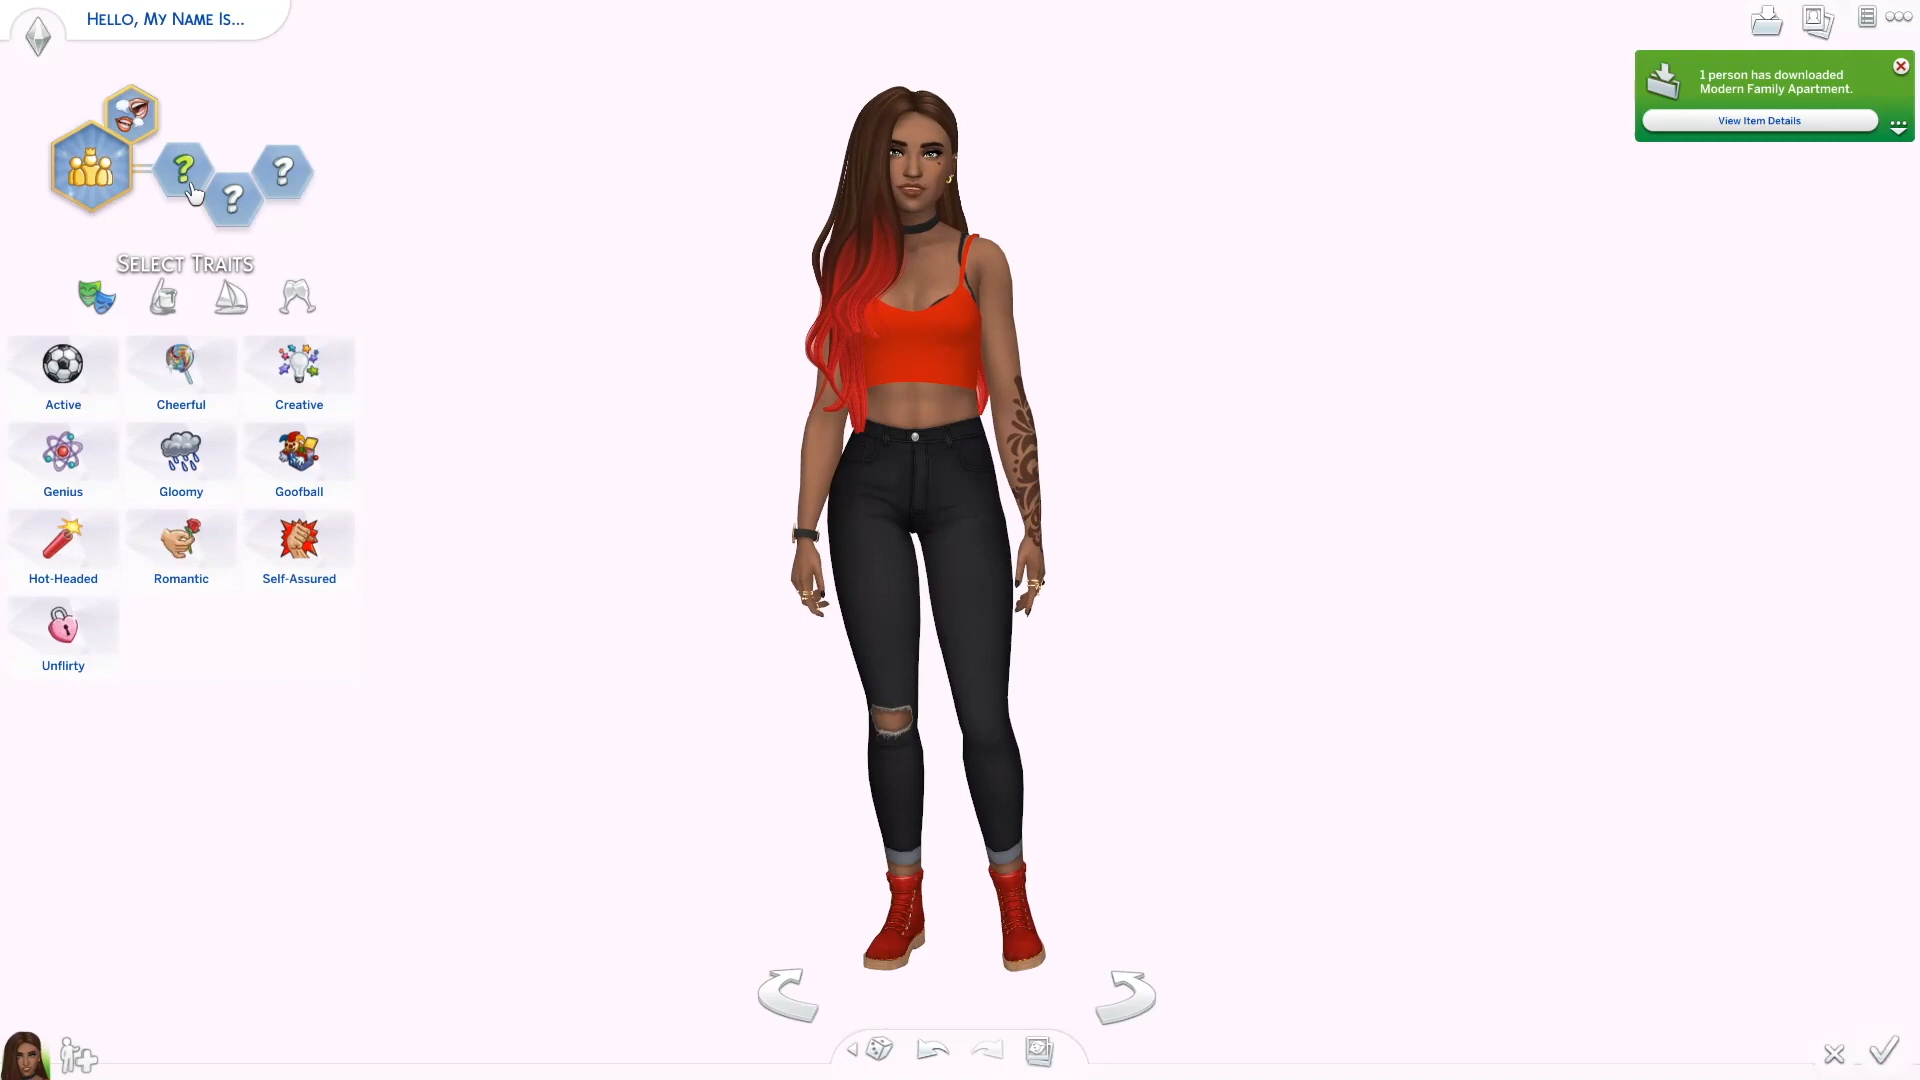 Hello, My Name Is...
1 person has downloaded
Modern Family Apartment.
View Item Details
Select Traits
Active
Cheerful
Creative
Genius
Gloomy
Goofball
Hot-Headed
Romantic
Self-Assured
Unflirty